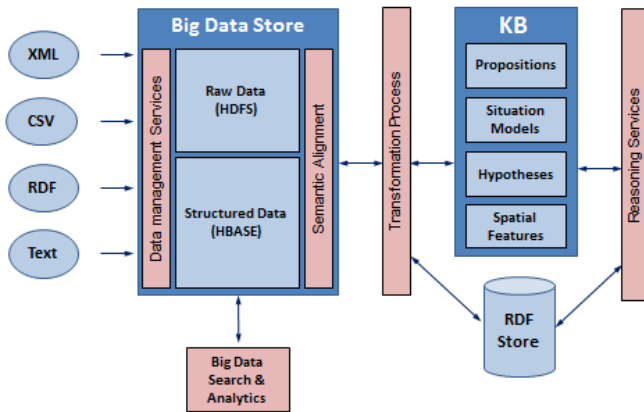 Big Data Store
KB
XML
CSV
RDF
Text
Data management Services
Raw Data
(HDFS)
Structured Data
(HBASE)
Semantic Alignment
Transformation Process
Propositions
Situation
Models
Hypotheses
Spatial
Features
Reasoning Services
RDF
Store
Big Data
Search &
Analytics